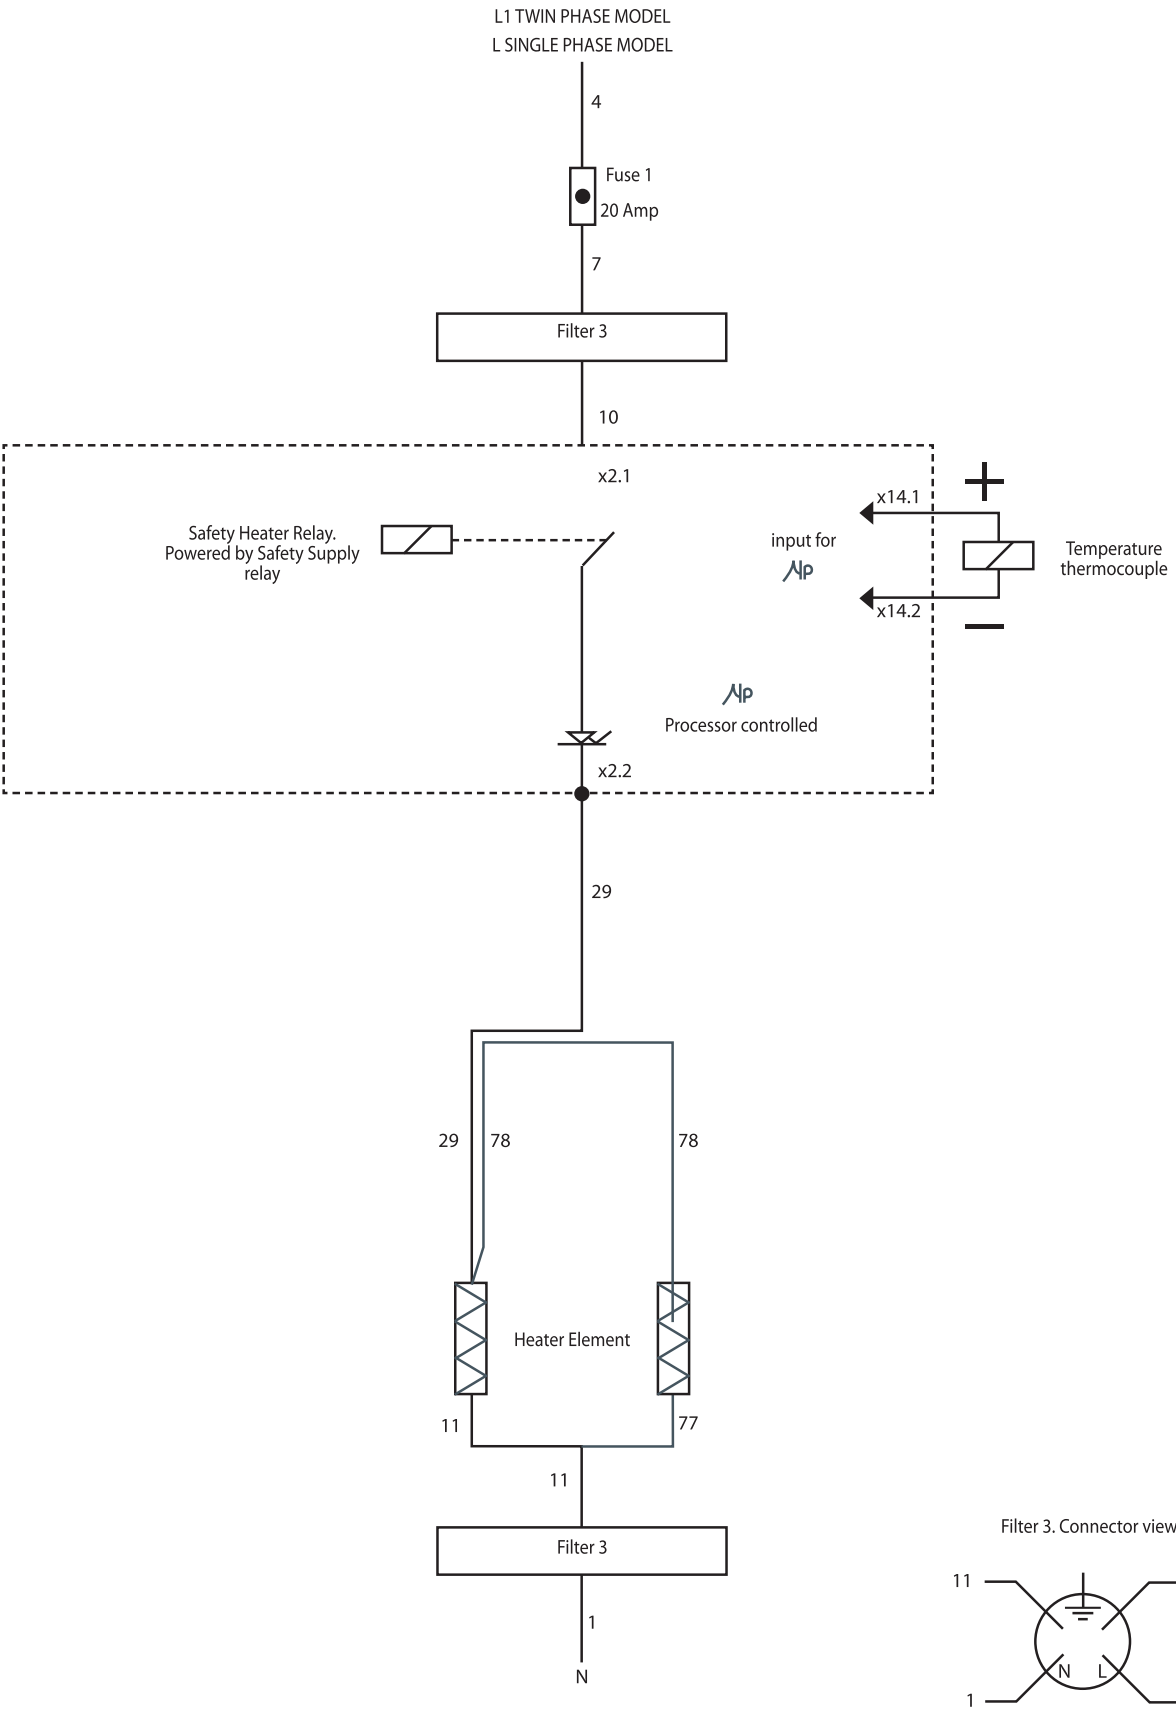 L1 TWIN PHASE MODEL
L SINGLE PHASE MODEL
4
Fuse 1
20 Amp
7
Filter 3
10
x2.1
Safety Heater Relay.
Powered by Safety Supply
relay
x14.1
+
input for
µp
Temperature
thermocouple
x14.2
−
µp
Processor controlled
x2.2
29
29
78
78
Heater Element
11
77
11
Filter 3
1
N
Filter 3. Connector view
11
N
L
1